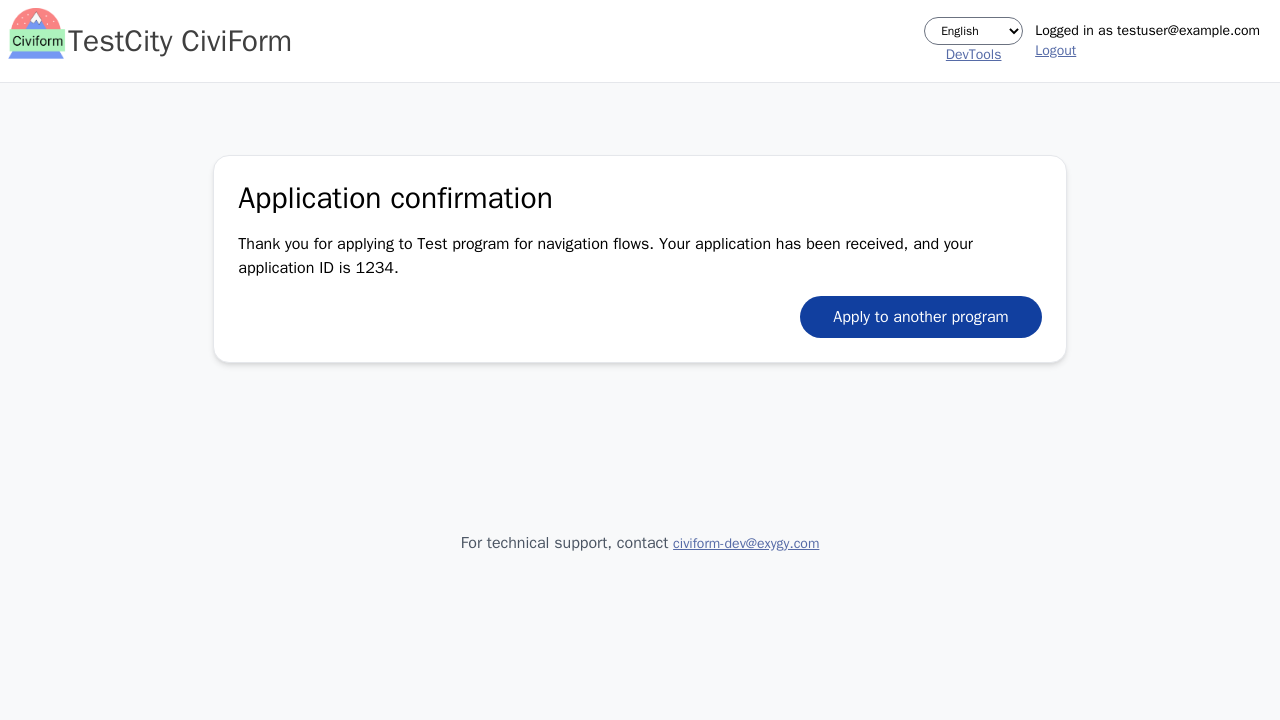 Civiform
TestCity CiviForm
English
DevTools
Logged in as testuser@example.com
Logout
Application confirmation
Thank you for applying to Test program for navigation flows. Your application has been received, and your
application ID is 1234.
Apply to another program
For technical support, contact civiform-dev@exygy.com